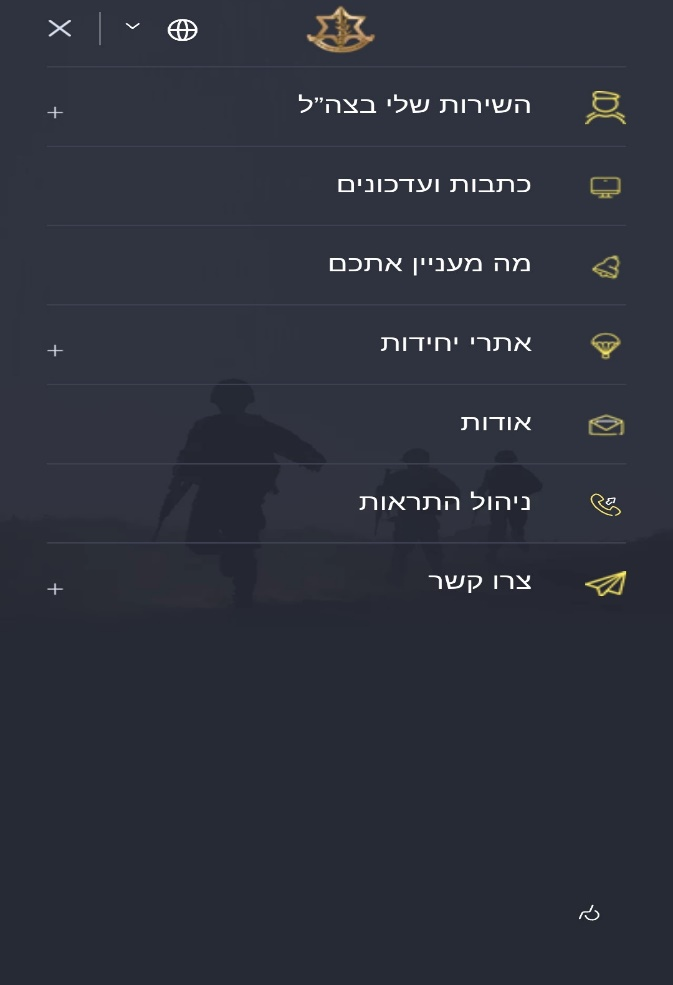 השירות שלי בצה”ל
כתבות ועדכונים
מה מעניין אתכם
אתרי יחידות
אודות
ניהול התראות
צרו קשר